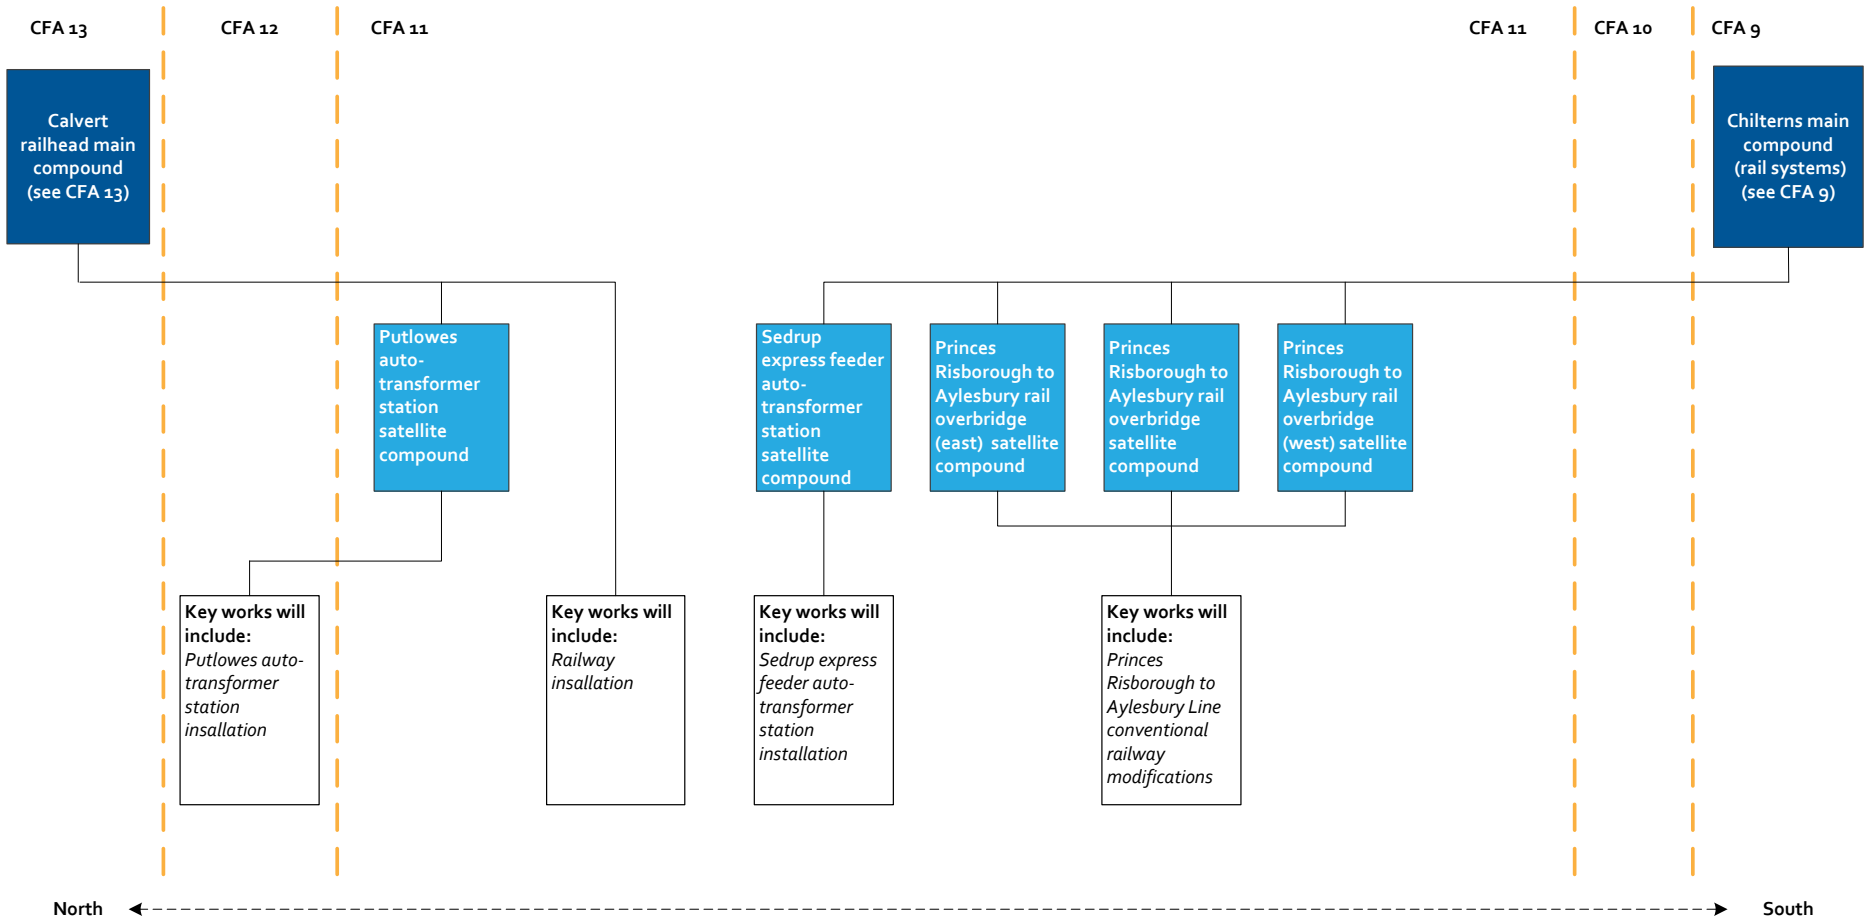 CFA 13
CFA 12
CFA 11
CFA 11
CFA 10
CFA 9
Calvert
railhead main
compound
(see CFA 13)
Chilterns main
compound
(rail systems)
(see CFA 9)
Putlowes
auto-
transformer
station
satellite
compound
Sedrup
express feeder
auto-
transformer
station
satellite
compound
Princes
Risborough to
Aylesbury rail
overbridge
(east) satellite
compound
Princes
Risborough to
Aylesbury rail
overbridge
satellite
compound
Princes
Risborough to
Aylesbury rail
overbridge
(west) satellite
compound
Key works will
include:
Putlowes auto-
transformer
station
insallation
Key works will
include:
Railway
insallation
Key works will
include:
Sedrup express
feeder auto-
transformer
station
installation
Key works will
include:
Princes
Risborough to
Aylesbury Line
conventional
railway
modifications
North
South